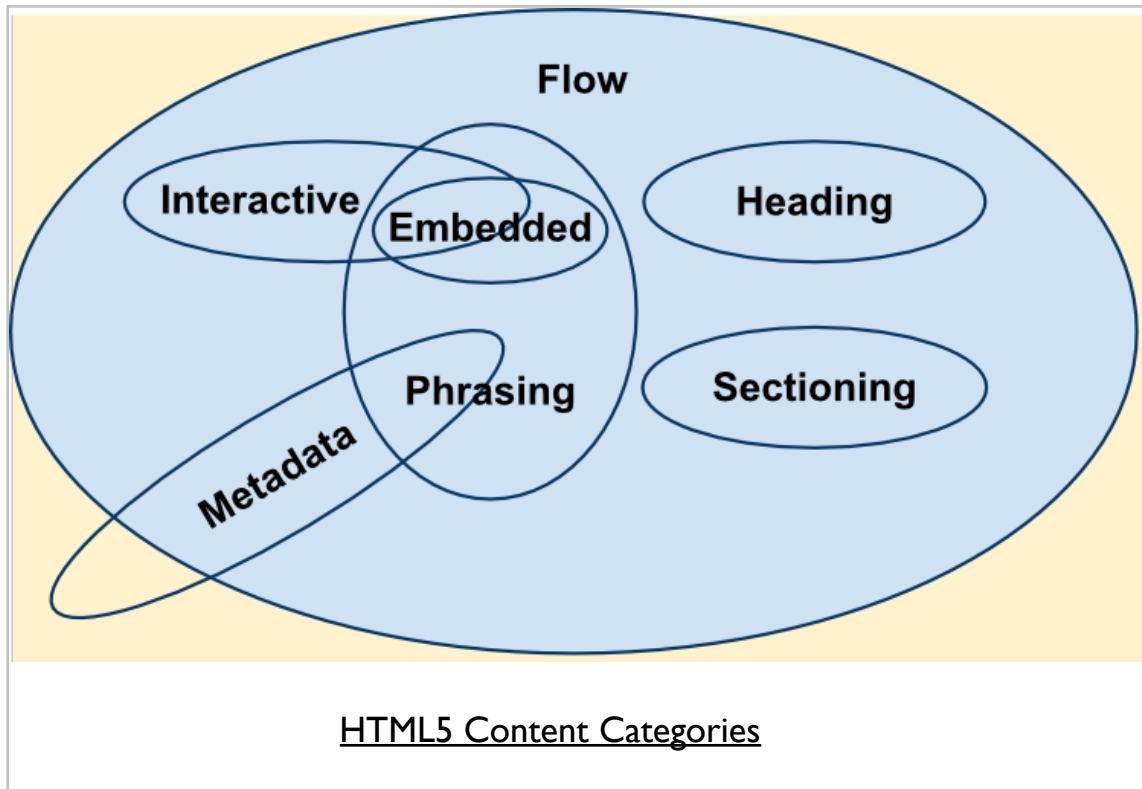 Flow
Interactive
Heading
Embedded
Phrasing
Sectioning
Metadata
HTML5 Content Categories